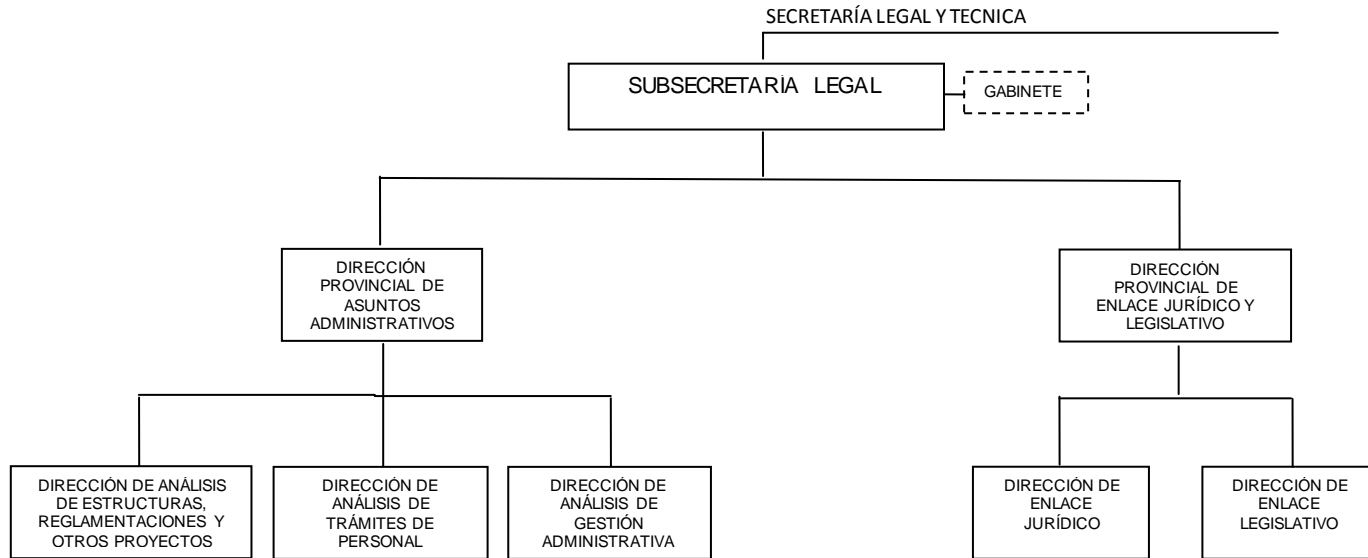 SECRETARÍA LEGAL Y TECNICA
SUBSECRETARÍA LEGAL
GABINETE
DIRECCIÓN
PROVINCIAL DE
ASUNTOS
ADMINISTRATIVOS
DIRECCIÓN
PROVINCIAL DE
ENLACE JURÍDICO Y
LEGISLATIVO
DIRECCIÓN DE ANÁLISIS
DE ESTRUCTURAS,
REGLAMENTACIONES Y
OTROS PROYECTOS
DIRECCIÓN DE
ANÁLISIS DE
TRÁMITES DE
PERSONAL
DIRECCIÓN DE
ANÁLISIS DE
GESTIÓN
ADMINISTRATIVA
DIRECCIÓN DE
ENLACE
JURÍDICO
DIRECCIÓN DE
ENLACE
LEGISLATIVO